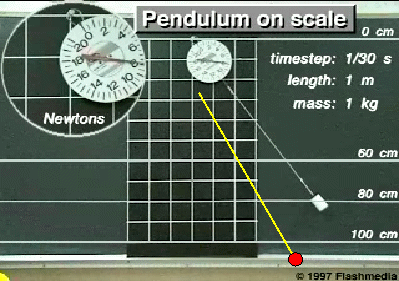 Pendulum on scale
0 cm
timestep: 1/30 s
length: 1 m
mass: 1 kg
Newtons
60 cm
80 cm
100 cm
© 1997 Flashmedia